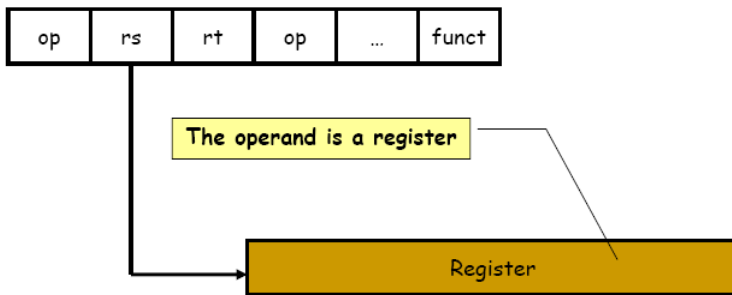 op rs rt op ... funct
The operand is a register
Register